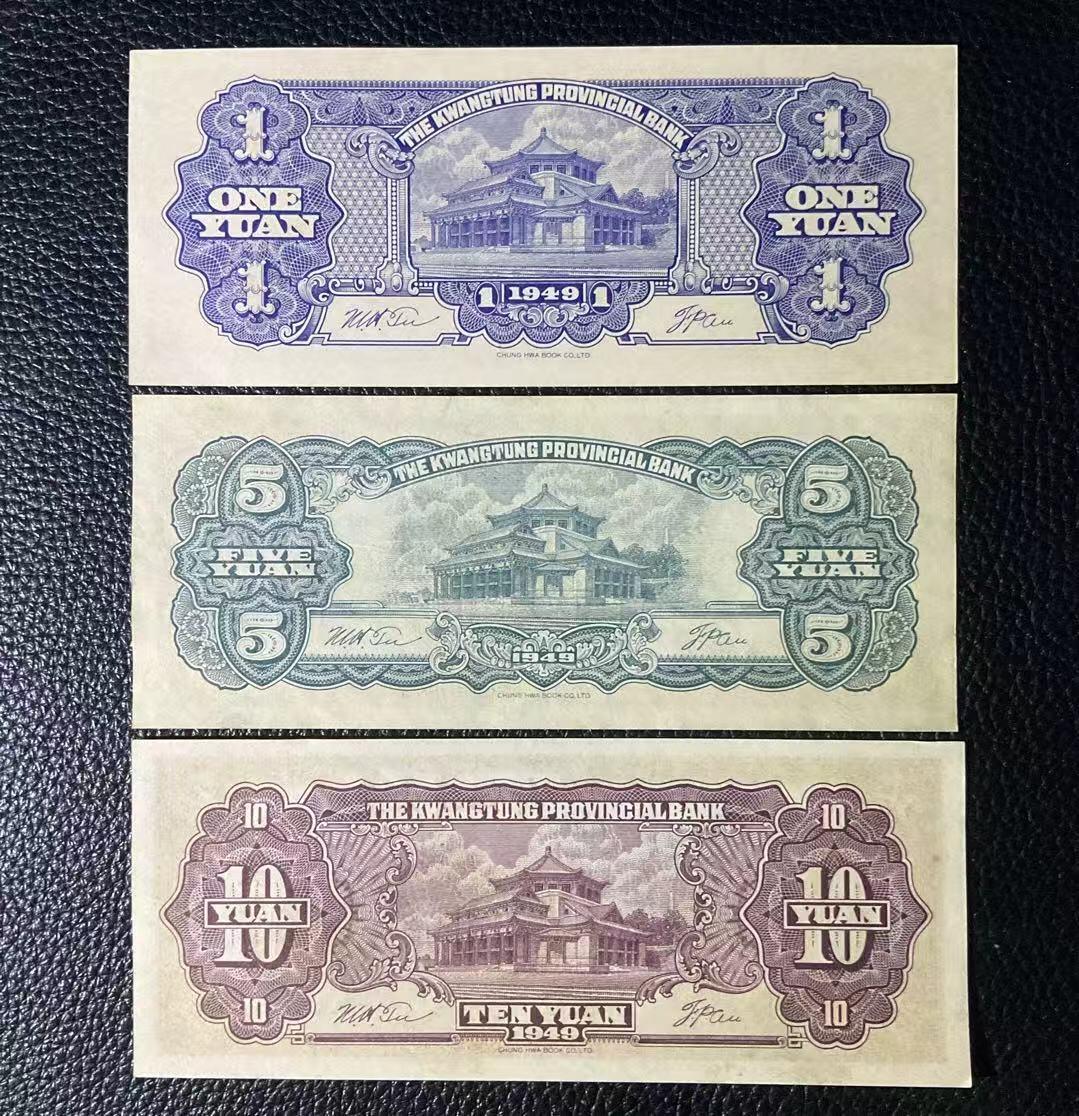 THE KWANGTUNG PROVINCIAL BANK
1 1
ONE YUAN ONE YUAN
1 1
1 1949 1
CHUNG HWA BOOK CO., LTD.
THE KWANGTUNG PROVINCIAL BANK
5 5
FIVE YUAN FIVE YUAN
5 5
1949
CHUNG HWA BOOK CO., LTD.
THE KWANGTUNG PROVINCIAL BANK
10 10
10 YUAN 10 YUAN
10 10
TEN YUAN
1949
CHUNG HWA BOOK CO., LTD.